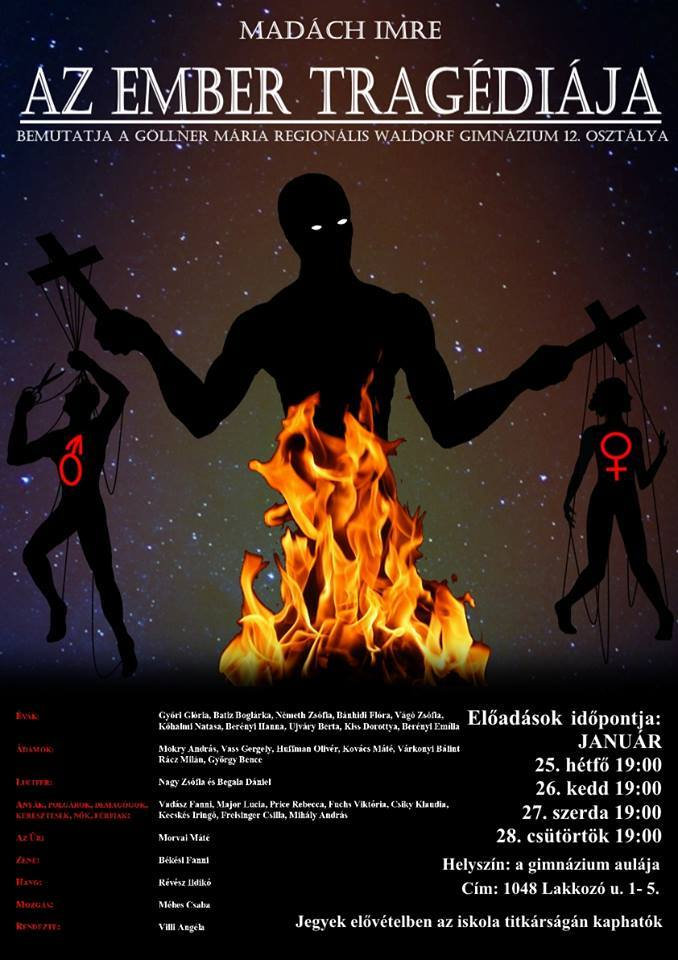 MADÁCH IMRE
AZ EMBER TRAGÉDIÁJA
BEMUTATJA A GÖLLNER MÁRIA REGIONÁLIS WALDORF GIMNÁZIUM 12. OSZTÁLYA
ÉVÁK: Győri Glória, Batiz Boglárka, Németh Zsófia, Bánhidi Flóra, Vágó Zsófia,
Kőhalmi Natasa, Berényi Hanna, Ujváry Berta, Kiss Dorottya, Berényi Emília
ÁDÁMOK: Mokry András, Vass Gergely, Huffman Olivér, Kovács Máté, Várkonyi Bálint
Rácz Milán, György Bence
LUCIFER: Nagy Zsófia és Begala Dániel
ANYÁK, POLGÁROK, DEMAGÓGOK, Vadász Fanni, Major Lucia, Price Rebecca, Fuchs Viktória, Csiky Klaudia,
KERESZTESEK, NŐK, FÉRFIAK: Kecskés Iringó, Freisinger Csilla, Mihály András
AZ ÚR: Morvai Máté
ZENE: Békési Fanni
HANG: Révész Ildikó
MOZGÁS: Méhes Csaba
RENDEZTE: Villi Angéla
Előadások időpontja:
JANUÁR
25. hétfő 19:00
26. kedd 19:00
27. szerda 19:00
28. csütörtök 19:00
Helyszín: a gimnázium aulája
Cím: 1048 Lakkozó u. 1- 5.
Jegyek elővételben az iskola titkárságán kaphatók